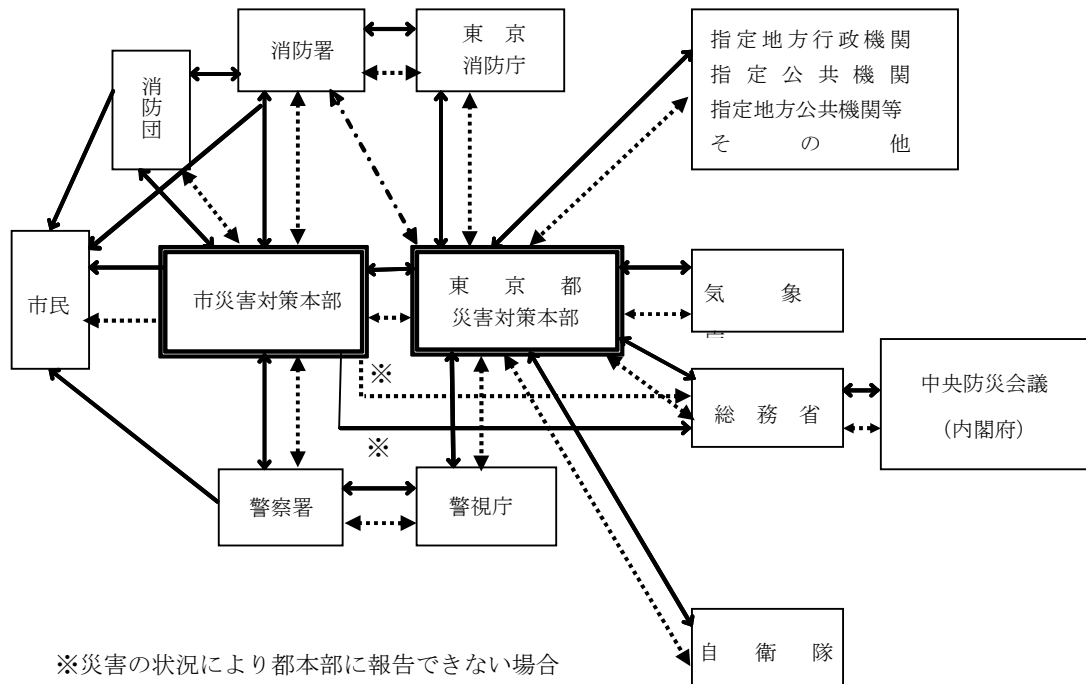 消防署
東京
消防庁
指定地方行政機関
指定公共機関
指定地方公共機関等
その他
消防団
市民
市災害対策本部
東京都
災害対策本部
気象
※
総務省
中央防災会議
(内閣府)
※
警察署
警視庁
自衛隊
※災害の状況により都本部に報告できない場合